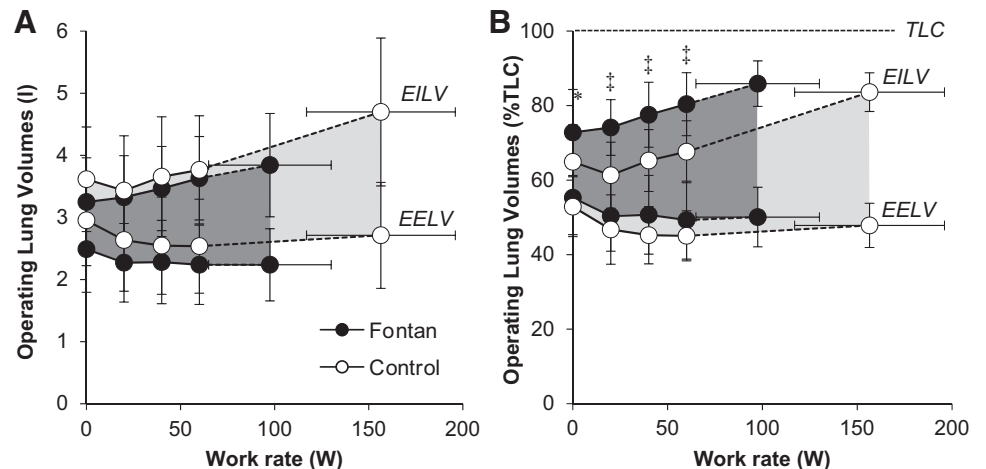 A
Operating Lung Volumes (l)
6
5
4
3
2
1
0
EILV
EELV
Fontan
Control
0 50 100 150 200
Work rate (W)
B
Operating Lung Volumes (%TLC)
100
80
60
40
20
0
TLC
* ‡ ‡ ‡
EILV
EELV
0 50 100 150 200
Work rate (W)